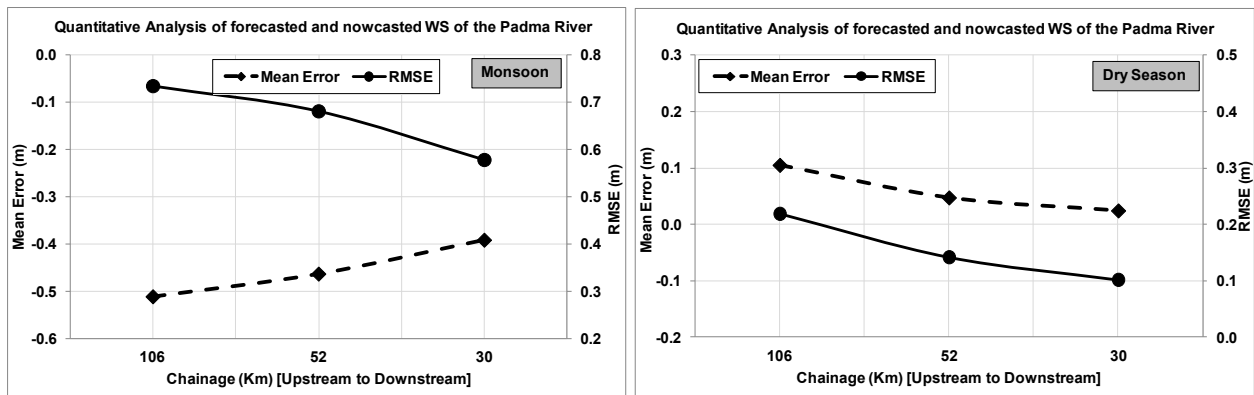 Quantitative Analysis of forecasted and nowcasted WS of the Padma River
Mean Error
RMSE
Monsoon
Mean Error (m)
0.0
-0.1
-0.2
-0.3
-0.4
-0.5
-0.6
RMSE (m)
0.8
0.7
0.6
0.5
0.4
0.3
0.2
106
52
30
Chainage (Km) [Upstream to Downstream]
Quantitative Analysis of forecasted and nowcasted WS of the Padma River
Mean Error
RMSE
Dry Season
Mean Error (m)
0.3
0.2
0.1
0.0
-0.1
-0.2
RMSE (m)
0.5
0.4
0.3
0.2
0.1
0.0
106
52
30
Chainage (Km) [Upstream to Downstream]